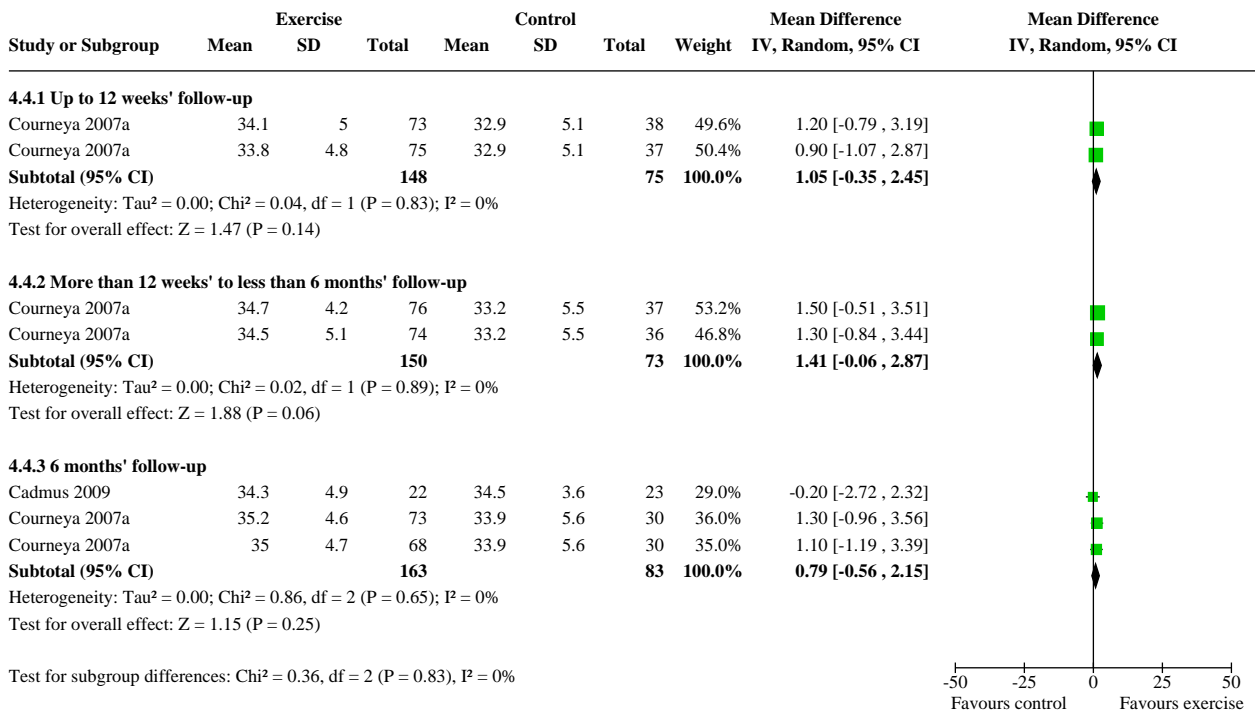 Exercise Control Mean Difference Mean Difference
Study or Subgroup Mean SD Total Mean SD Total Weight IV, Random, 95% CI IV, Random, 95% CI
4.4.1 Up to 12 weeks' follow-up
Courneya 2007a 34.1 5 73 32.9 5.1 38 49.6% 1.20 [-0.79 , 3.19]
Courneya 2007a 33.8 4.8 75 32.9 5.1 37 50.4% 0.90 [-1.07 , 2.87]
Subtotal (95% CI) 148 75 100.0% 1.05 [-0.35 , 2.45]
Heterogeneity: Tau² = 0.00; Chi² = 0.04, df = 1 (P = 0.83); I² = 0%
Test for overall effect: Z = 1.47 (P = 0.14)
4.4.2 More than 12 weeks' to less than 6 months' follow-up
Courneya 2007a 34.7 4.2 76 33.2 5.5 37 53.2% 1.50 [-0.51 , 3.51]
Courneya 2007a 34.5 5.1 74 33.2 5.5 36 46.8% 1.30 [-0.84 , 3.44]
Subtotal (95% CI) 150 73 100.0% 1.41 [-0.06 , 2.87]
Heterogeneity: Tau² = 0.00; Chi² = 0.02, df = 1 (P = 0.89); I² = 0%
Test for overall effect: Z = 1.88 (P = 0.06)
4.4.3 6 months' follow-up
Cadmus 2009 34.3 4.9 22 34.5 3.6 23 29.0% -0.20 [-2.72 , 2.32]
Courneya 2007a 35.2 4.6 73 33.9 5.6 30 36.0% 1.30 [-0.96 , 3.56]
Courneya 2007a 35 4.7 68 33.9 5.6 30 35.0% 1.10 [-1.19 , 3.39]
Subtotal (95% CI) 163 83 100.0% 0.79 [-0.56 , 2.15]
Heterogeneity: Tau² = 0.00; Chi² = 0.86, df = 2 (P = 0.65); I² = 0%
Test for overall effect: Z = 1.15 (P = 0.25)
Test for subgroup differences: Chi² = 0.36, df = 2 (P = 0.83), I² = 0%
-50 -25 0 25 50
Favours control Favours exercise